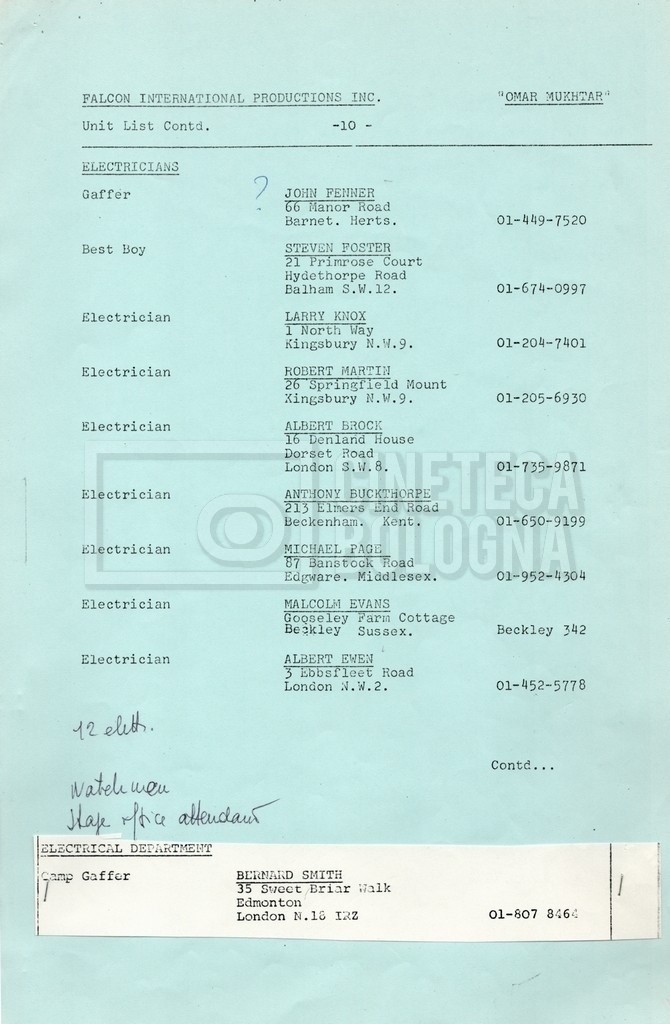 FALCON INTERNATIONAL PRODUCTIONS INC. "OMAR MUKHTAR"
Unit List Contd. -10 -
ELECTRICIANS
Gaffer ? JOHN FENNER
66 Manor Road
Barnet. Herts. 01-449-7520
Best Boy STEVEN FOSTER
21 Primrose Court
Hydethorpe Road
Balham S.W.12. 01-674-0997
Electrician LARRY KNOX
1 North Way
Kingsbury N.W.9. 01-204-7401
Electrician ROBERT MARTIN
26 Springfield Mount
Kingsbury N.W.9. 01-205-6930
Electrician ALBERT BROCK
16 Denland House
Dorset Road
London S.W.8. 01-735-9871
CINETECA
BOLOGNA
Electrician ANTHONY BUCKTHORPE
213 Elmers End Road
Beckenham. Kent. 01-650-9199
Electrician MICHAEL PAGE
87 Banstock Road
Edgware. Middlesex. 01-952-4304
Electrician MALCOLM EVANS
Gooseley Farm Cottage
Beckley Sussex. Beckley 342
Electrician ALBERT EWEN
3 Ebbsfleet Road
London N.W.2. 01-452-5778
12 eletts.
Contd...
Watchman
Stage office attendant
ELECTRICAL DEPARTMENT
Camp Gaffer BERNARD SMITH
35 Sweet Briar Walk
Edmonton
London N.18 IRZ 01-807 8464